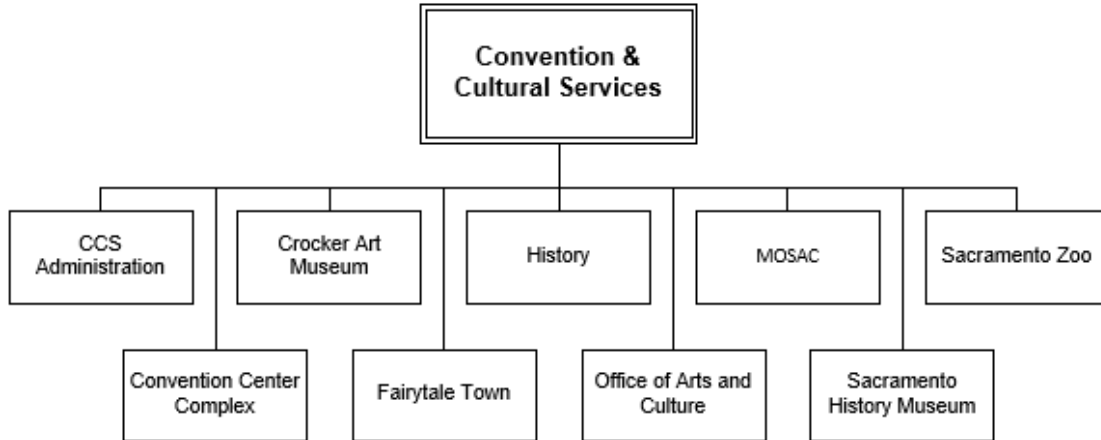 Convention &
Cultural Services
CCS
Administration
Crocker Art
Museum
History
MOSAC
Sacramento Zoo
Convention Center
Complex
Fairytale Town
Office of Arts and
Culture
Sacramento
History Museum